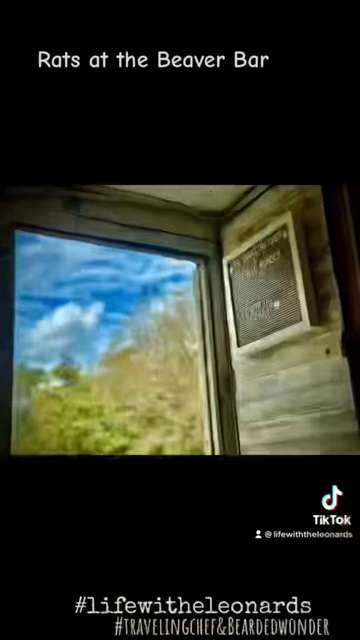 Rats at the Beaver Bar
TikTok
@lifewiththeleonards
#lifewitheleonards
#TRAVELINGCHEF&BEARDEDWONDER